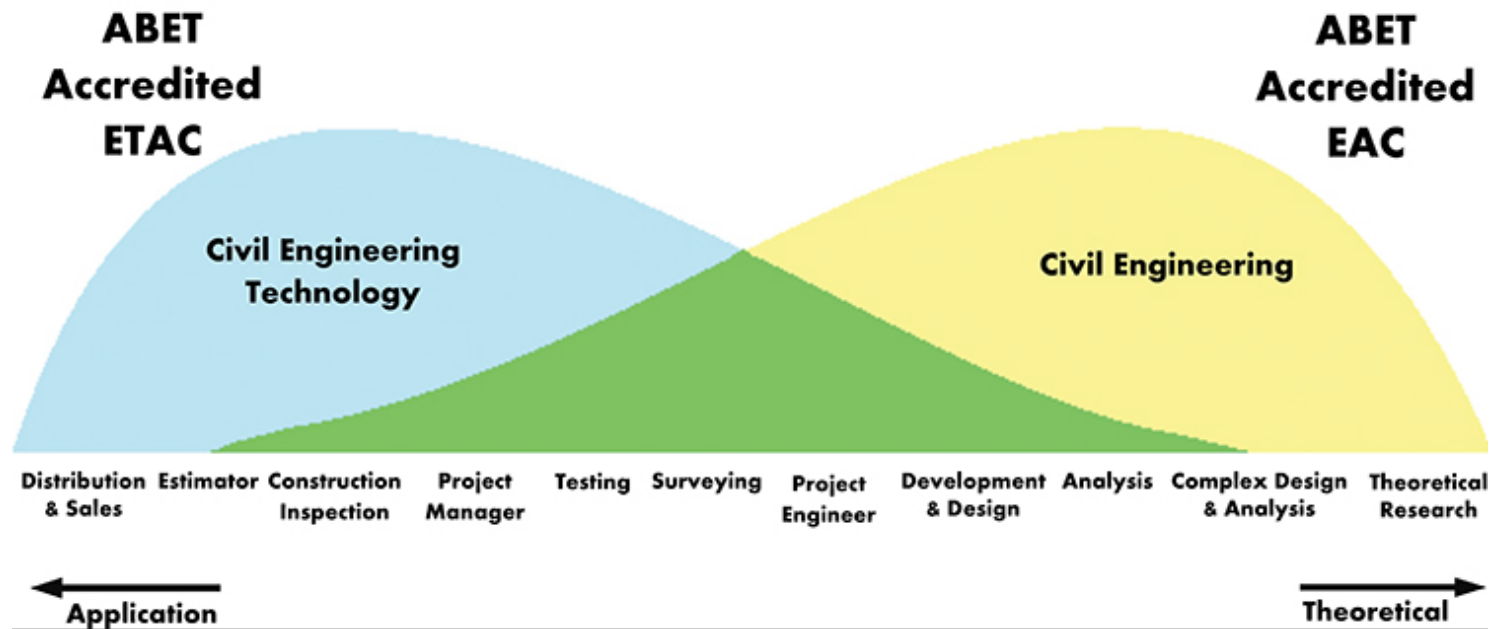 ABET
Accredited
ETAC
ABET
Accredited
EAC
Civil Engineering
Technology
Civil Engineering
Distribution
& Sales
Estimator
Construction
Inspection
Project
Manager
Testing
Surveying
Project
Engineer
Development
& Design
Analysis
Complex Design
& Analysis
Theoretical
Research
Application
Theoretical